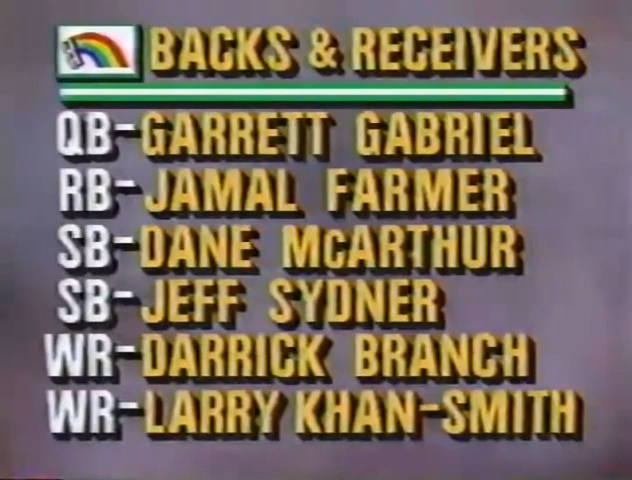 BACKS & RECEIVERS
QB-GARRETT GABRIEL
RB-JAMAL FARMER
SB-DANE McARTHUR
SB-JEFF SYDNER
WR-DARRICK BRANCH
WR-LARRY KHAN-SMITH